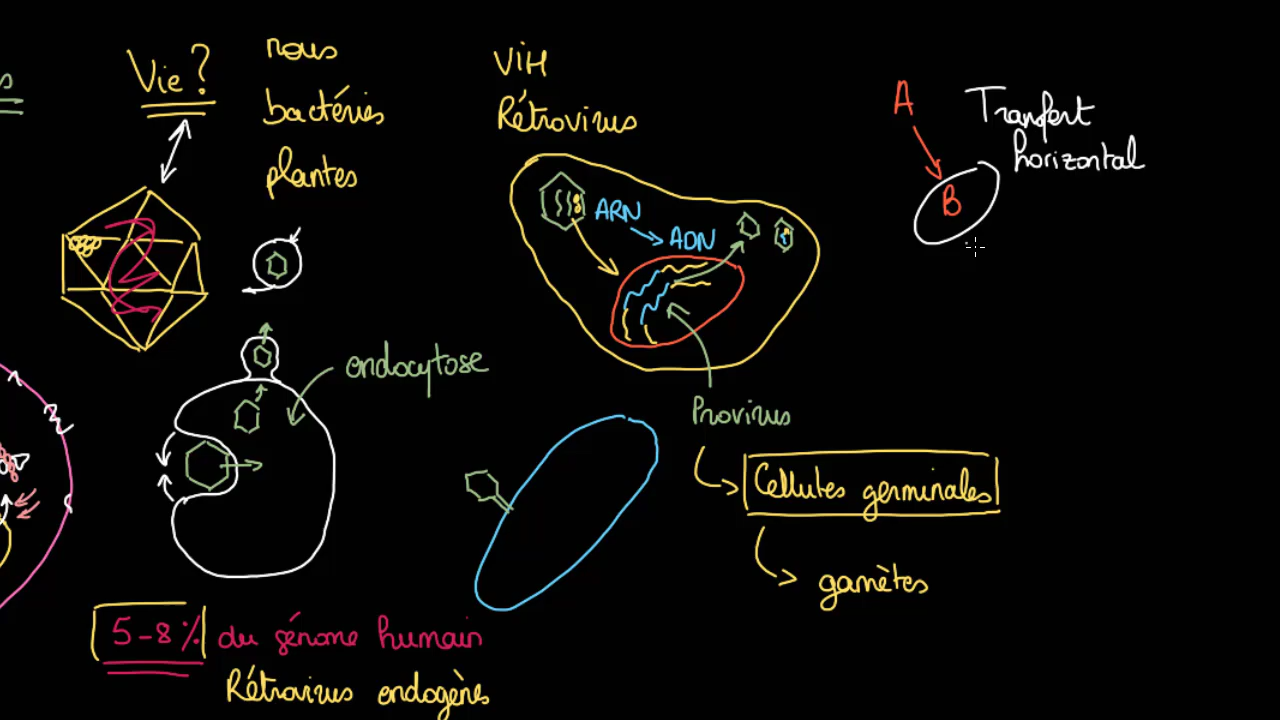 s
Vie ?
nous
bactéries
plantes
ViH
Rétrovirus
ARN
ADN
A
B
Transfert
horizontal
endocytose
Provirus
Cellules germinales
gamètes
5-8 % du génome humain
Rétrovirus endogènes